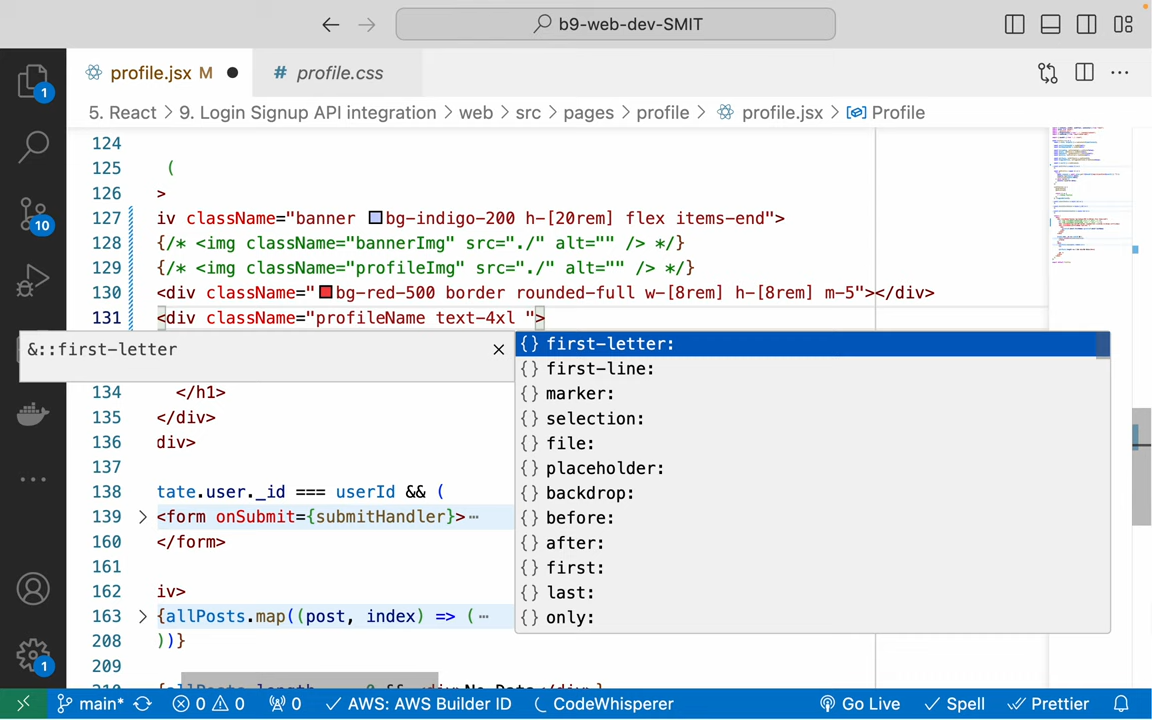 b9-web-dev-SMIT
profile.jsx M
# profile.css
5. React > 9. Login Signup API integration > web > src > pages > profile > profile.jsx > Profile
124
125 (
126 >
127 iv className="banner bg-indigo-200 h-[20rem] flex items-end">
128 {/* <img className="bannerImg" src="./" alt="" /> */}
129 {/* <img className="profileImg" src="./" alt="" /> */}
130 <div className=" bg-red-500 border rounded-full w-[8rem] h-[8rem] m-5"></div>
131 <div className="profileName text-4xl ">
&::first-letter
{} first-letter:
{} first-line:
{} marker:
{} selection:
{} file:
{} placeholder:
{} backdrop:
{} before:
{} after:
{} first:
{} last:
{} only:
134 </h1>
135 </div>
136 div>
137
138 tate.user._id === userId && (
139 <form onSubmit={submitHandler}>⋯
160 </form>
161
162 iv>
163 {allPosts.map((post, index) => (⋯
208 ))}
209
1
10
1
main* 0 0 0 AWS: AWS Builder ID CodeWhisperer Go Live Spell Prettier